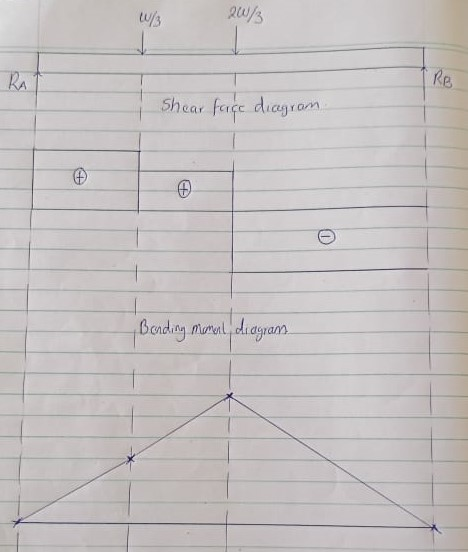 W/3 2W/3
RA RB
Shear force diagram
+ +
-
Bending moment diagram